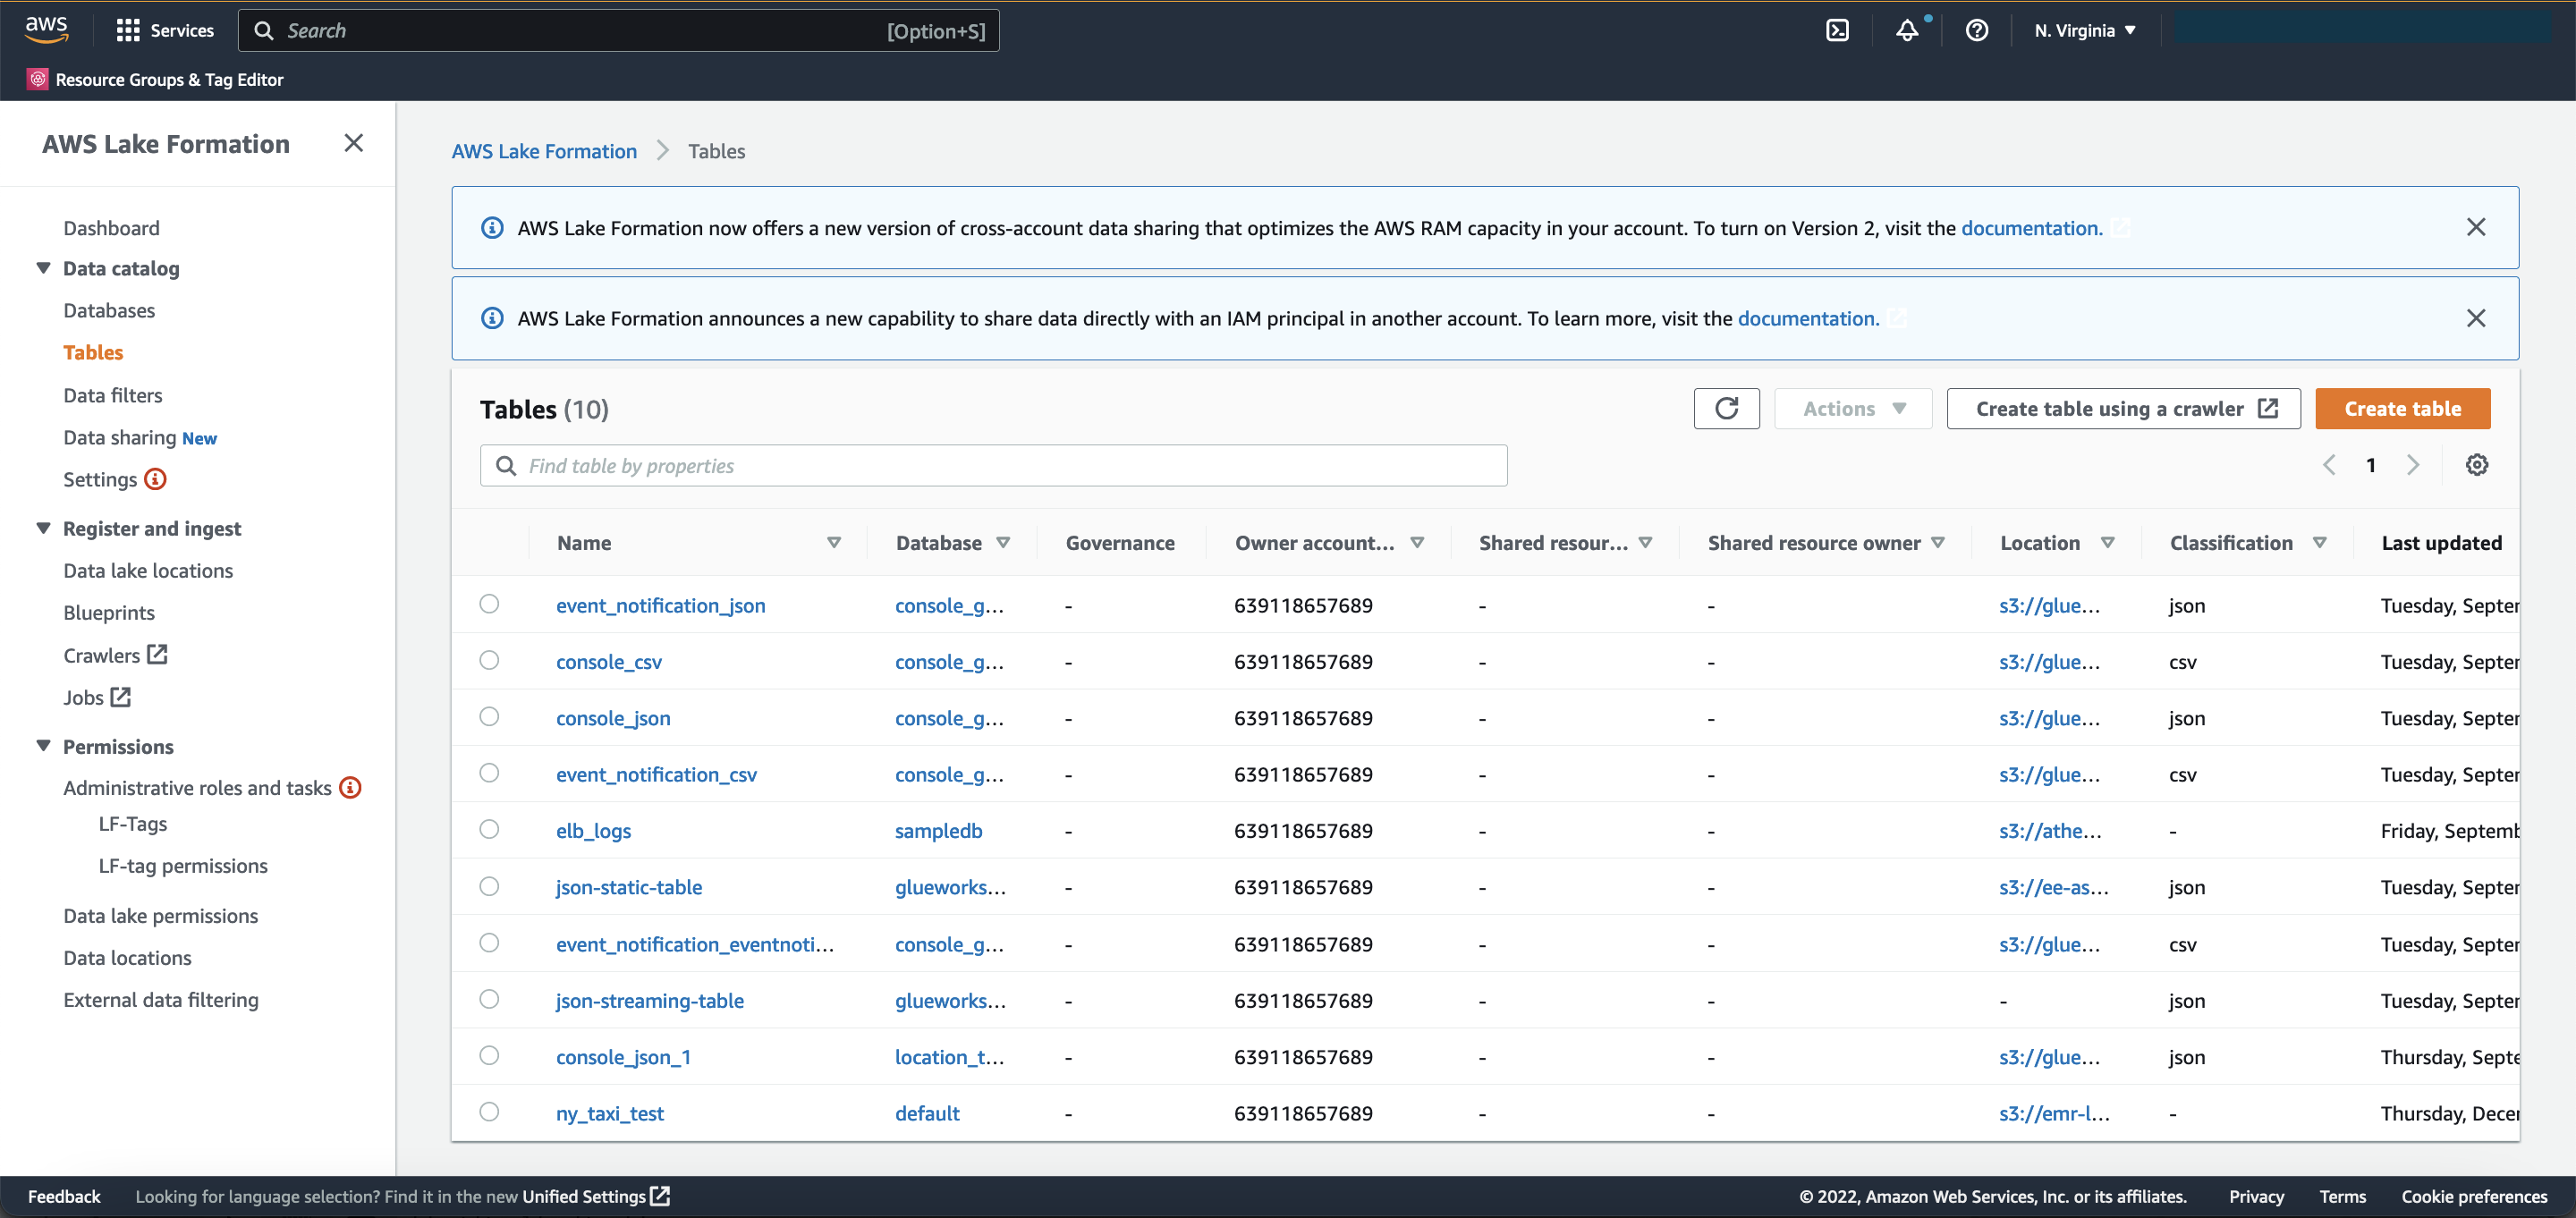 aws Services Search [Option+S] N. Virginia
Resource Groups & Tag Editor
AWS Lake Formation
Dashboard
Data catalog
Databases
Tables
Data filters
Data sharing New
Settings
Register and ingest
Data lake locations
Blueprints
Crawlers
Jobs
Permissions
Administrative roles and tasks
LF-Tags
LF-tag permissions
Data lake permissions
Data locations
External data filtering
AWS Lake Formation > Tables
AWS Lake Formation now offers a new version of cross-account data sharing that optimizes the AWS RAM capacity in your account. To turn on Version 2, visit the documentation.
AWS Lake Formation announces a new capability to share data directly with an IAM principal in another account. To learn more, visit the documentation.
Tables (10) Actions Create table using a crawler Create table
Find table by properties 1
Name Database Governance Owner account... Shared resour... Shared resource owner Location Classification Last updated
event_notification_json console_g... - 639118657689 - - s3://glue... json Tuesday, Septer
console_csv console_g... - 639118657689 - - s3://glue... csv Tuesday, Septer
console_json console_g... - 639118657689 - - s3://glue... json Tuesday, Septer
event_notification_csv console_g... - 639118657689 - - s3://glue... csv Tuesday, Septer
elb_logs sampledb - 639118657689 - - s3://athe... - Friday, Septemb
json-static-table glueworks... - 639118657689 - - s3://ee-as... json Tuesday, Septer
event_notification_eventnoti... console_g... - 639118657689 - - s3://glue... csv Tuesday, Septer
json-streaming-table glueworks... - 639118657689 - - - json Tuesday, Septer
console_json_1 location_t... - 639118657689 - - s3://glue... json Thursday, Septe
ny_taxi_test default - 639118657689 - - s3://emr-l... - Thursday, Decer
Feedback Looking for language selection? Find it in the new Unified Settings © 2022, Amazon Web Services, Inc. or its affiliates. Privacy Terms Cookie preferences